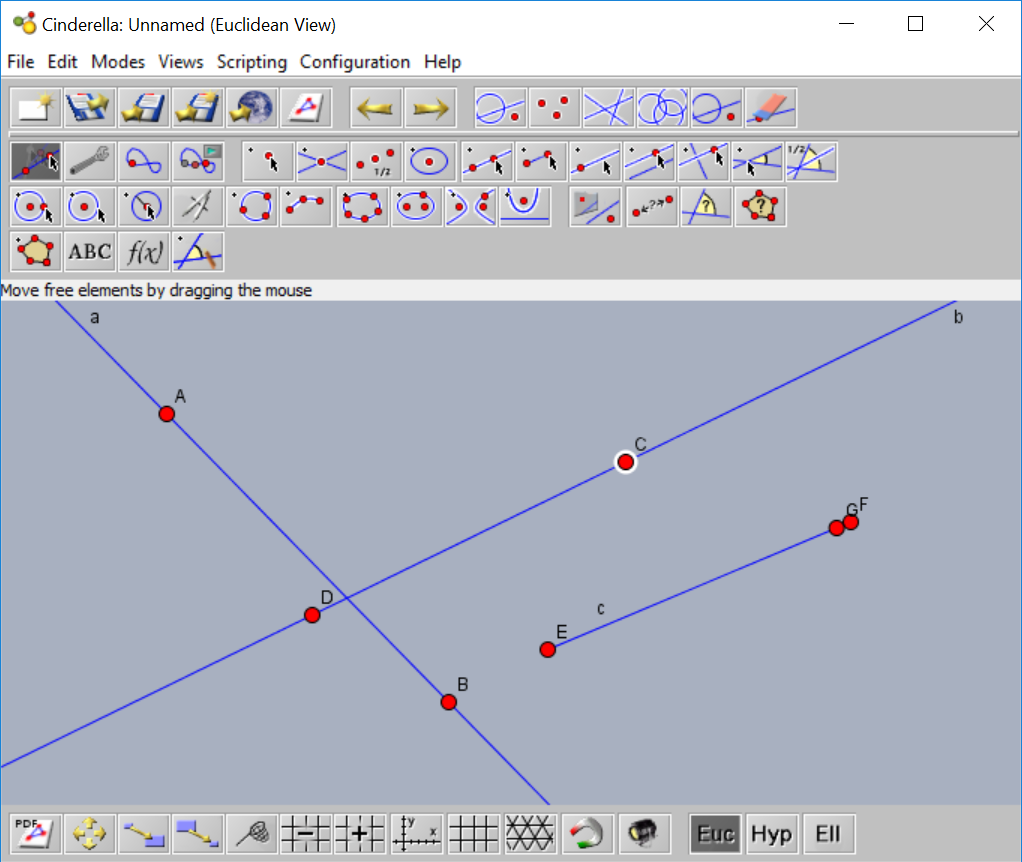 Cinderella: Unnamed (Euclidean View)
File Edit Modes Views Scripting Configuration Help
1/2
1/2
?
?
?
ABC f(x)
Move free elements by dragging the mouse
a
b
A
C
G
F
D
c
E
B
PDF
y
x
Euc Hyp Ell